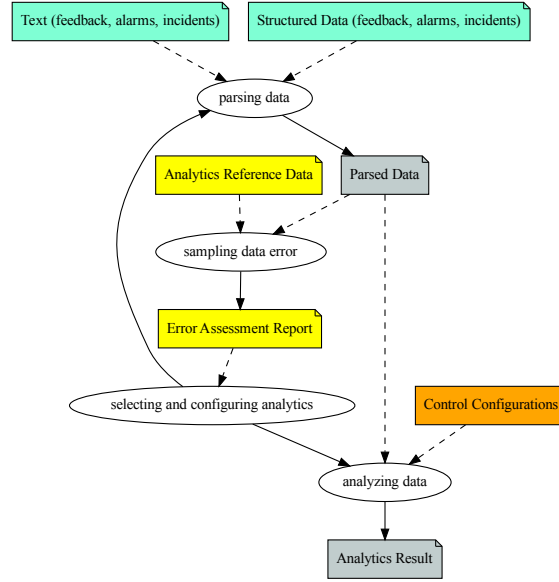 Text (feedback, alarms, incidents)
Structured Data (feedback, alarms, incidents)
parsing data
Analytics Reference Data
Parsed Data
sampling data error
Error Assessment Report
selecting and configuring analytics
Control Configurations
analyzing data
Analytics Result